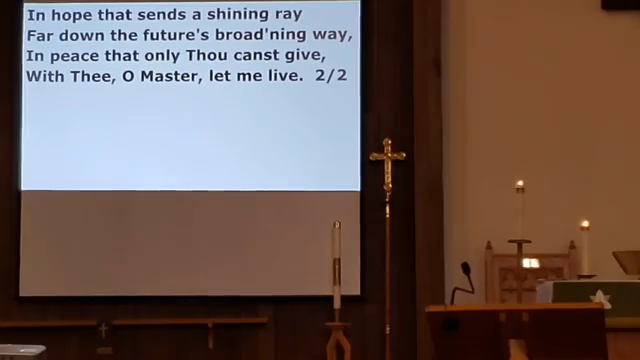 In hope that sends a shining ray
Far down the future's broad'ning way,
In peace that only Thou canst give,
With Thee, O Master, let me live.  2/2